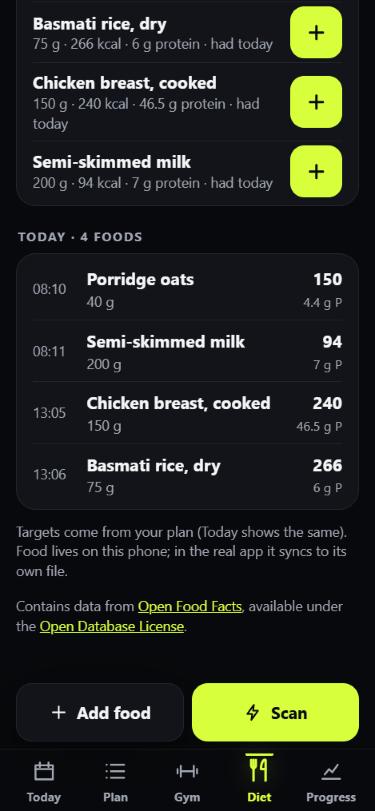 Basmati rice, dry
75 g · 266 kcal · 6 g protein · had today
Chicken breast, cooked
150 g · 240 kcal · 46.5 g protein · had
today
Semi-skimmed milk
200 g · 94 kcal · 7 g protein · had today
TODAY · 4 FOODS
08:10 Porridge oats 150
40 g 4.4 g P
08:11 Semi-skimmed milk 94
200 g 7 g P
13:05 Chicken breast, cooked 240
150 g 46.5 g P
13:06 Basmati rice, dry 266
75 g 6 g P
Targets come from your plan (Today shows the same).
Food lives on this phone; in the real app it syncs to its
own file.
Contains data from Open Food Facts, available under
the Open Database License.
+ Add food Scan
Today Plan Gym Diet Progress